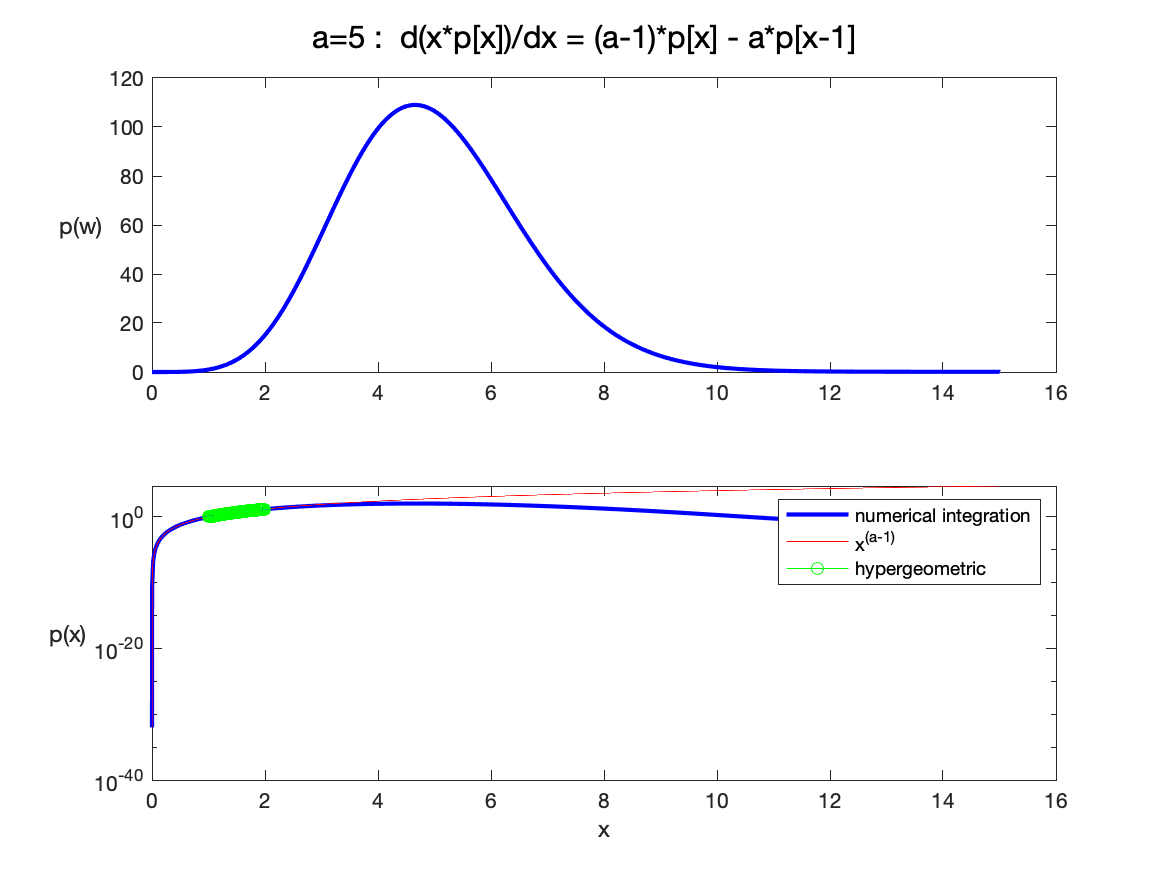 a=5 :  d(x*p[x])/dx = (a-1)*p[x] - a*p[x-1]
120
100
80
60
40
20
0
p(w)
0 2 4 6 8 10 12 14 16
10^0
10^-20
10^-40
p(x)
numerical integration
x^(a-1)
hypergeometric
0 2 4 6 8 10 12 14 16
x